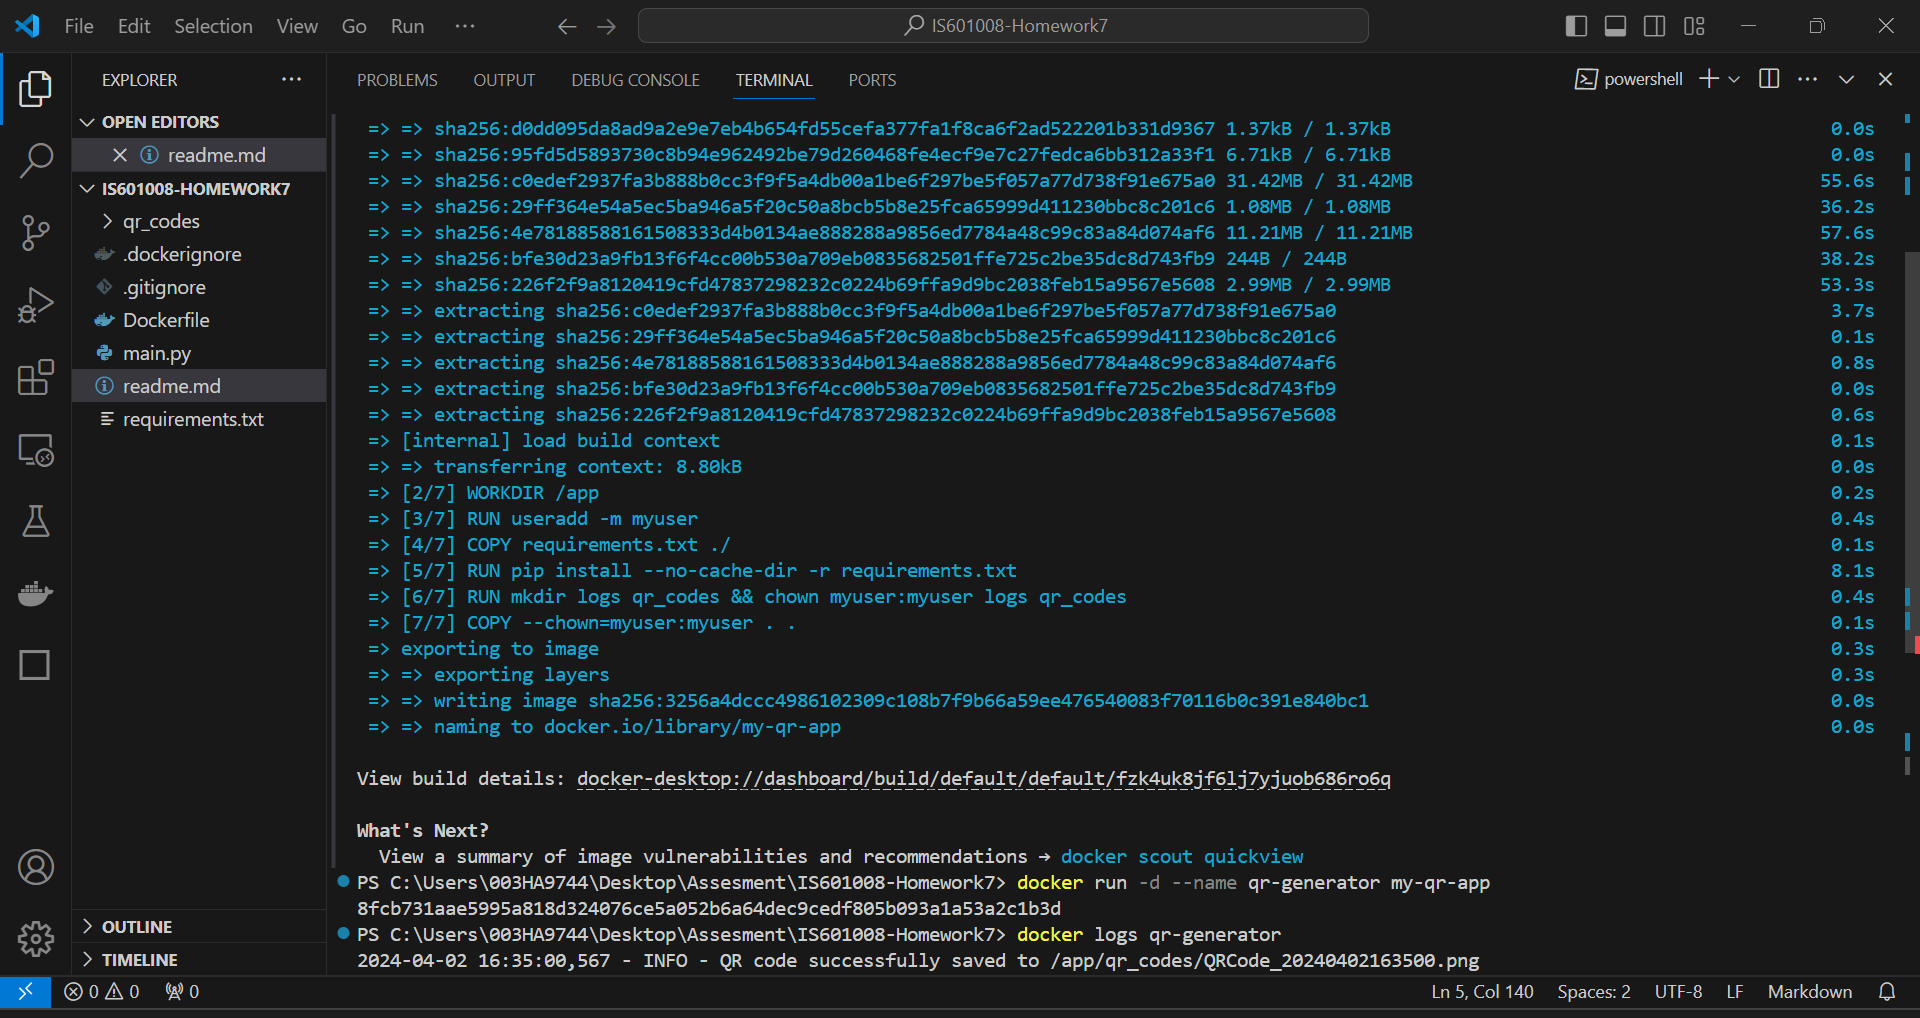 File Edit Selection View Go Run ··· IS601008-Homework7
EXPLORER ···
OPEN EDITORS
readme.md
IS601008-HOMEWORK7
qr_codes
.dockerignore
.gitignore
Dockerfile
main.py
readme.md
requirements.txt
OUTLINE
TIMELINE
PROBLEMS OUTPUT DEBUG CONSOLE TERMINAL PORTS powershell
=> => sha256:d0dd095da8ad9a2e9e7eb4b654fd55cefa377fa1f8ca6f2ad522201b331d9367 1.37kB / 1.37kB 0.0s
=> => sha256:95fd5d5893730c8b94e962492be79d260468fe4ecf9e7c27fedca6bb312a33f1 6.71kB / 6.71kB 0.0s
=> => sha256:c0edef2937fa3b888b0cc3f9f5a4db00a1be6f297be5f057a77d738f91e675a0 31.42MB / 31.42MB 55.6s
=> => sha256:29ff364e54a5ec5ba946a5f20c50a8bcb5b8e25fca65999d411230bbc8c201c6 1.08MB / 1.08MB 36.2s
=> => sha256:4e78188588161508333d4b0134ae888288a9856ed7784a48c99c83a84d074af6 11.21MB / 11.21MB 57.6s
=> => sha256:bfe30d23a9fb13f6f4cc00b530a709eb0835682501ffe725c2be35dc8d743fb9 244B / 244B 38.2s
=> => sha256:226f2f9a8120419cfd47837298232c0224b69ffa9d9bc2038feb15a9567e5608 2.99MB / 2.99MB 53.3s
=> => extracting sha256:c0edef2937fa3b888b0cc3f9f5a4db00a1be6f297be5f057a77d738f91e675a0 3.7s
=> => extracting sha256:29ff364e54a5ec5ba946a5f20c50a8bcb5b8e25fca65999d411230bbc8c201c6 0.1s
=> => extracting sha256:4e78188588161508333d4b0134ae888288a9856ed7784a48c99c83a84d074af6 0.8s
=> => extracting sha256:bfe30d23a9fb13f6f4cc00b530a709eb0835682501ffe725c2be35dc8d743fb9 0.0s
=> => extracting sha256:226f2f9a8120419cfd47837298232c0224b69ffa9d9bc2038feb15a9567e5608 0.6s
=> [internal] load build context 0.1s
=> => transferring context: 8.80kB 0.0s
=> [2/7] WORKDIR /app 0.2s
=> [3/7] RUN useradd -m myuser 0.4s
=> [4/7] COPY requirements.txt ./ 0.1s
=> [5/7] RUN pip install --no-cache-dir -r requirements.txt 8.1s
=> [6/7] RUN mkdir logs qr_codes && chown myuser:myuser logs qr_codes 0.4s
=> [7/7] COPY --chown=myuser:myuser . . 0.1s
=> exporting to image 0.3s
=> => exporting layers 0.3s
=> => writing image sha256:3256a4dccc4986102309c108b7f9b66a59ee476540083f70116b0c391e840bc1 0.0s
=> => naming to docker.io/library/my-qr-app 0.0s
View build details: docker-desktop://dashboard/build/default/default/fzk4uk8jf6lj7yjuob686ro6q
What's Next?
View a summary of image vulnerabilities and recommendations → docker scout quickview
PS C:\Users\003HA9744\Desktop\Assesment\IS601008-Homework7> docker run -d --name qr-generator my-qr-app
8fcb731aae5995a818d324076ce5a052b6a64dec9cedf805b093a1a53a2c1b3d
PS C:\Users\003HA9744\Desktop\Assesment\IS601008-Homework7> docker logs qr-generator
2024-04-02 16:35:00,567 - INFO - QR code successfully saved to /app/qr_codes/QRCode_20240402163500.png
0 0 0 Ln 5, Col 140 Spaces: 2 UTF-8 LF Markdown